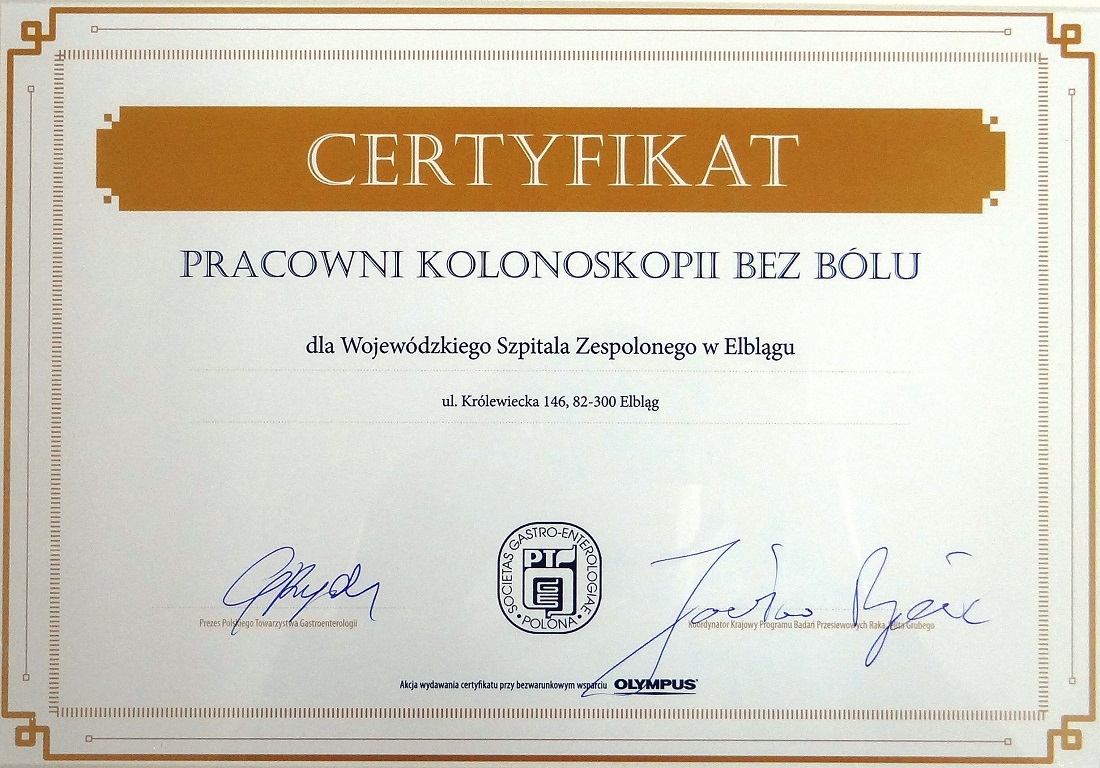 CERTYFIKAT
PRACOWNI KOLONOSKOPII BEZ BÓLU
dla Wojewódzkiego Szpitala Zespolonego w Elblągu
ul. Królewiecka 146, 82-300 Elbląg
SOCIETAS GASTRO-ENTEROLOGIAE
PT
POLONA
Prezes Polskiego Towarzystwa Gastroenterologii
Koordynator Krajowy Programu Badań Przesiewowych Raka Jelita Grubego
Akcja wydawania certyfikatu przy bezwarunkowym wsparciu OLYMPUS